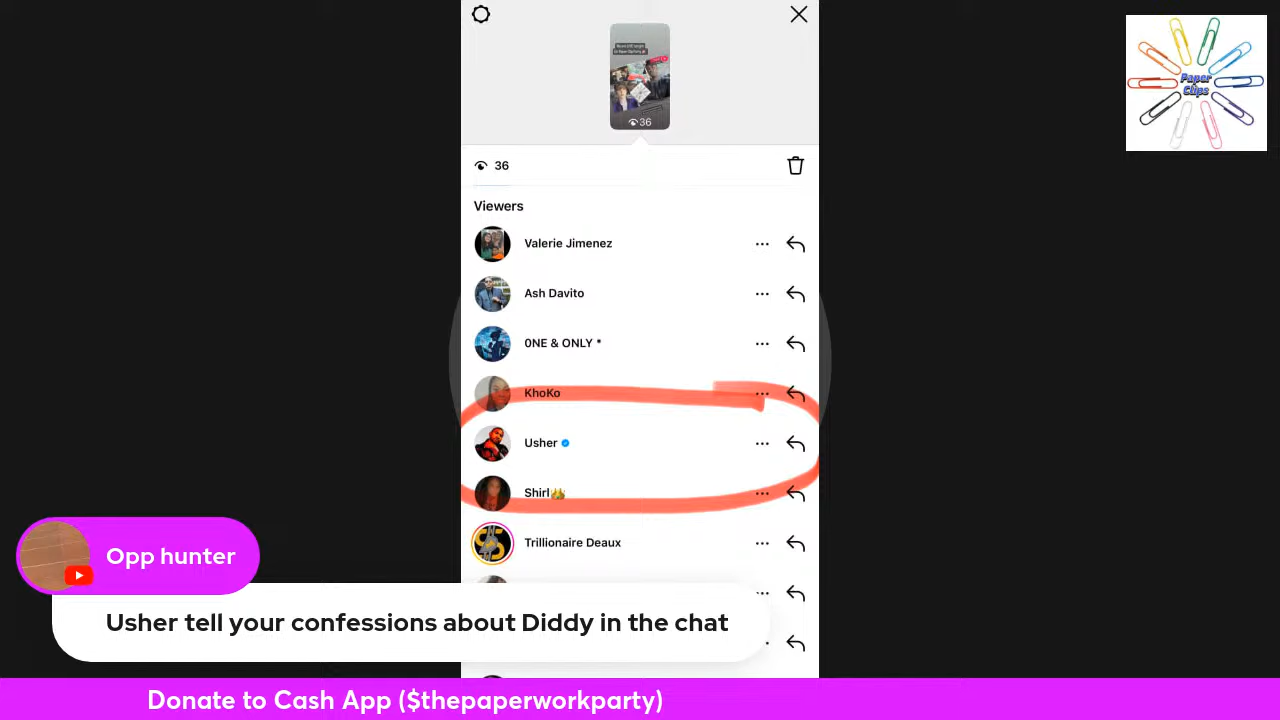 36
36
Viewers
Valerie Jimenez
Ash Davito
0NE & ONLY *
KhoKo
Usher
Shirl
Trillionaire Deaux
Paper
Clips
Opp hunter
Usher tell your confessions about Diddy in the chat
Donate to Cash App ($thepaperworkparty)